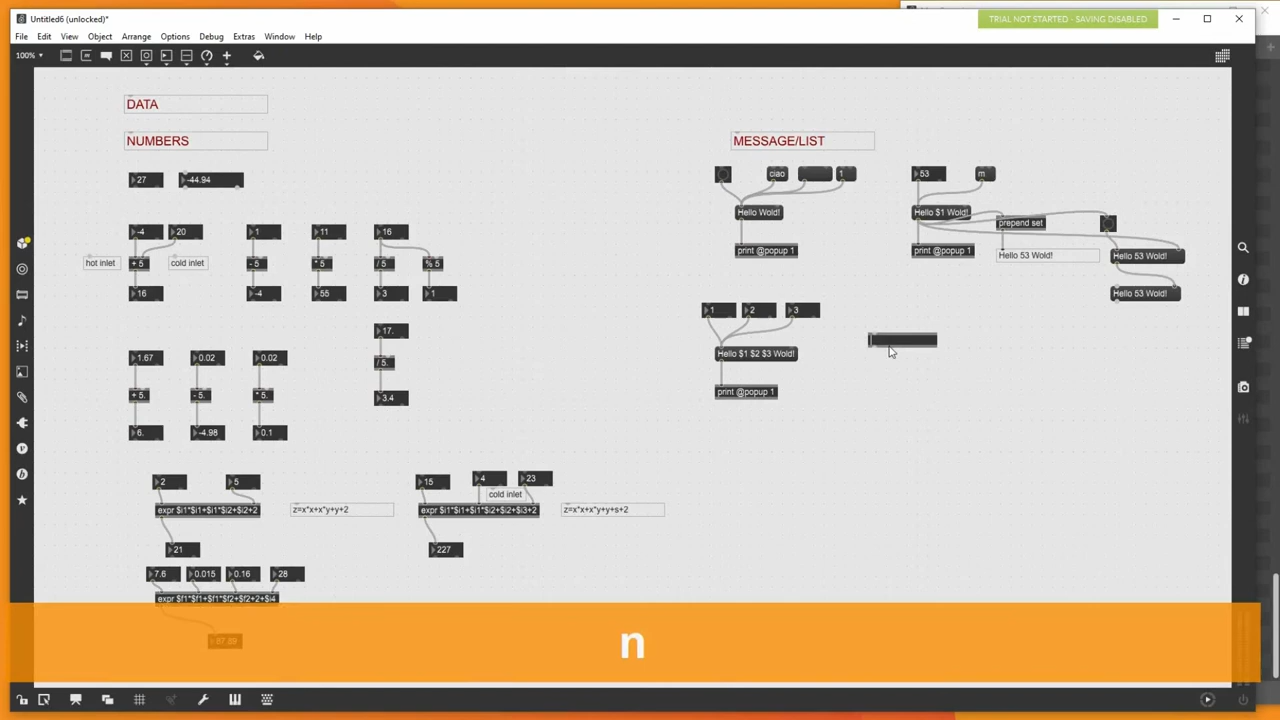 Untitled6 (unlocked)*
TRIAL NOT STARTED - SAVING DISABLED
File Edit View Object Arrange Options Debug Extras Window Help
100%
DATA
NUMBERS
MESSAGE/LIST
27 -44.94
ciao 1
53 m
Hello Wold!
Hello $1 Wold!
prepend set
print @popup 1
print @popup 1
Hello 53 Wold!
Hello 53 Wold!
Hello 53 Wold!
-4 20 1 11 16
hot inlet + 5 cold inlet - 5 * 5 / 5 % 5
16 -4 55 3 1
1 2 3
17.
Hello $1 $2 $3 Wold!
1.67 0.02 0.02 / 5.
+ 5. - 5. * 5. 3.4
print @popup 1
6. -4.98 0.1
2 5 15 4 23
cold inlet
expr $i1*$i1+$i1*$i2+$i2+2 z=x*x+x*y+y+2
expr $i1*$i1+$i1*$i2+$i2+$i3+2 z=x*x+x*y+y+s+2
21 227
7.6 0.015 0.16 28
expr $f1*$f1+$f1*$f2+$f2+2+$i4
87.89
n